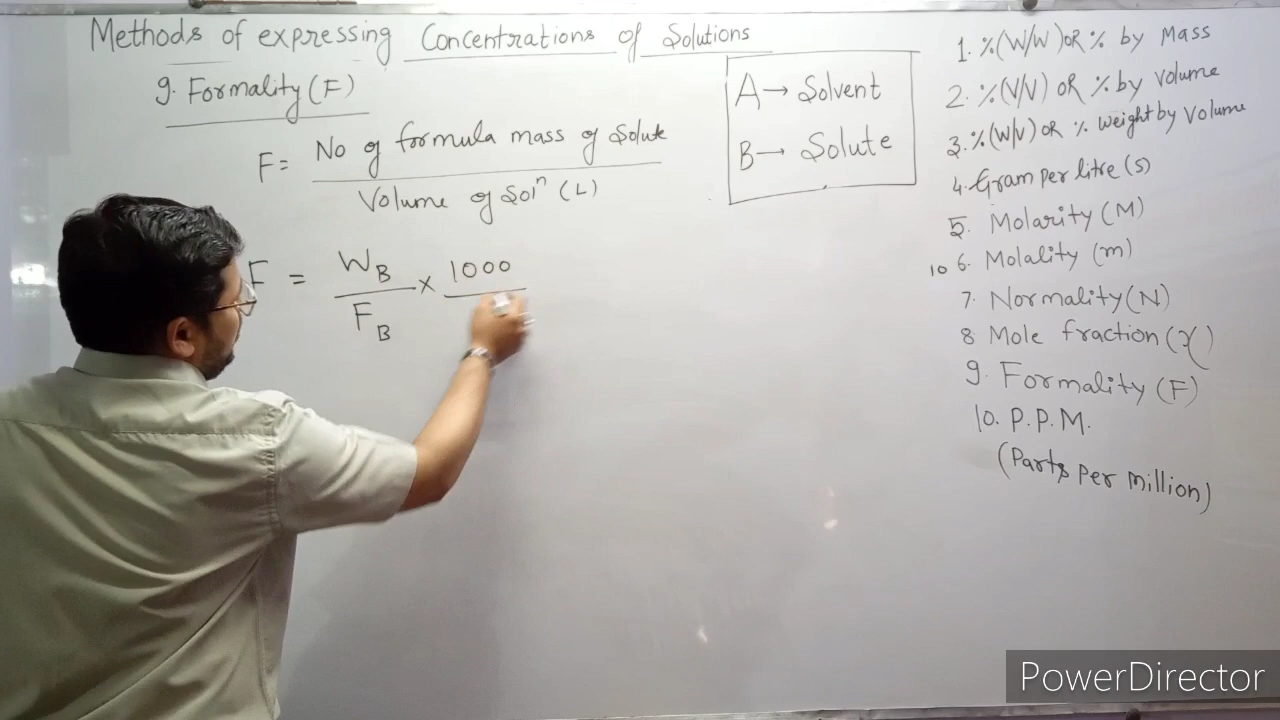 Methods of expressing Concentrations of Solutions
9. Formality (F)
F= No of formula mass of Solute
Volume of Solⁿ (L)
F = W_B / F_B × 1000
A → Solvent
B → Solute
1. %(W/W) OR % by Mass
2. %(V/V) OR % by Volume
3. %(W/V) OR % weight by Volume
4. Gram per litre (s)
5. Molarity (M)
10 6. Molality (m)
7. Normality (N)
8 Mole fraction (χ)
9. Formality (F)
10. P.P.M.
(Parts Per Million)
PowerDirector